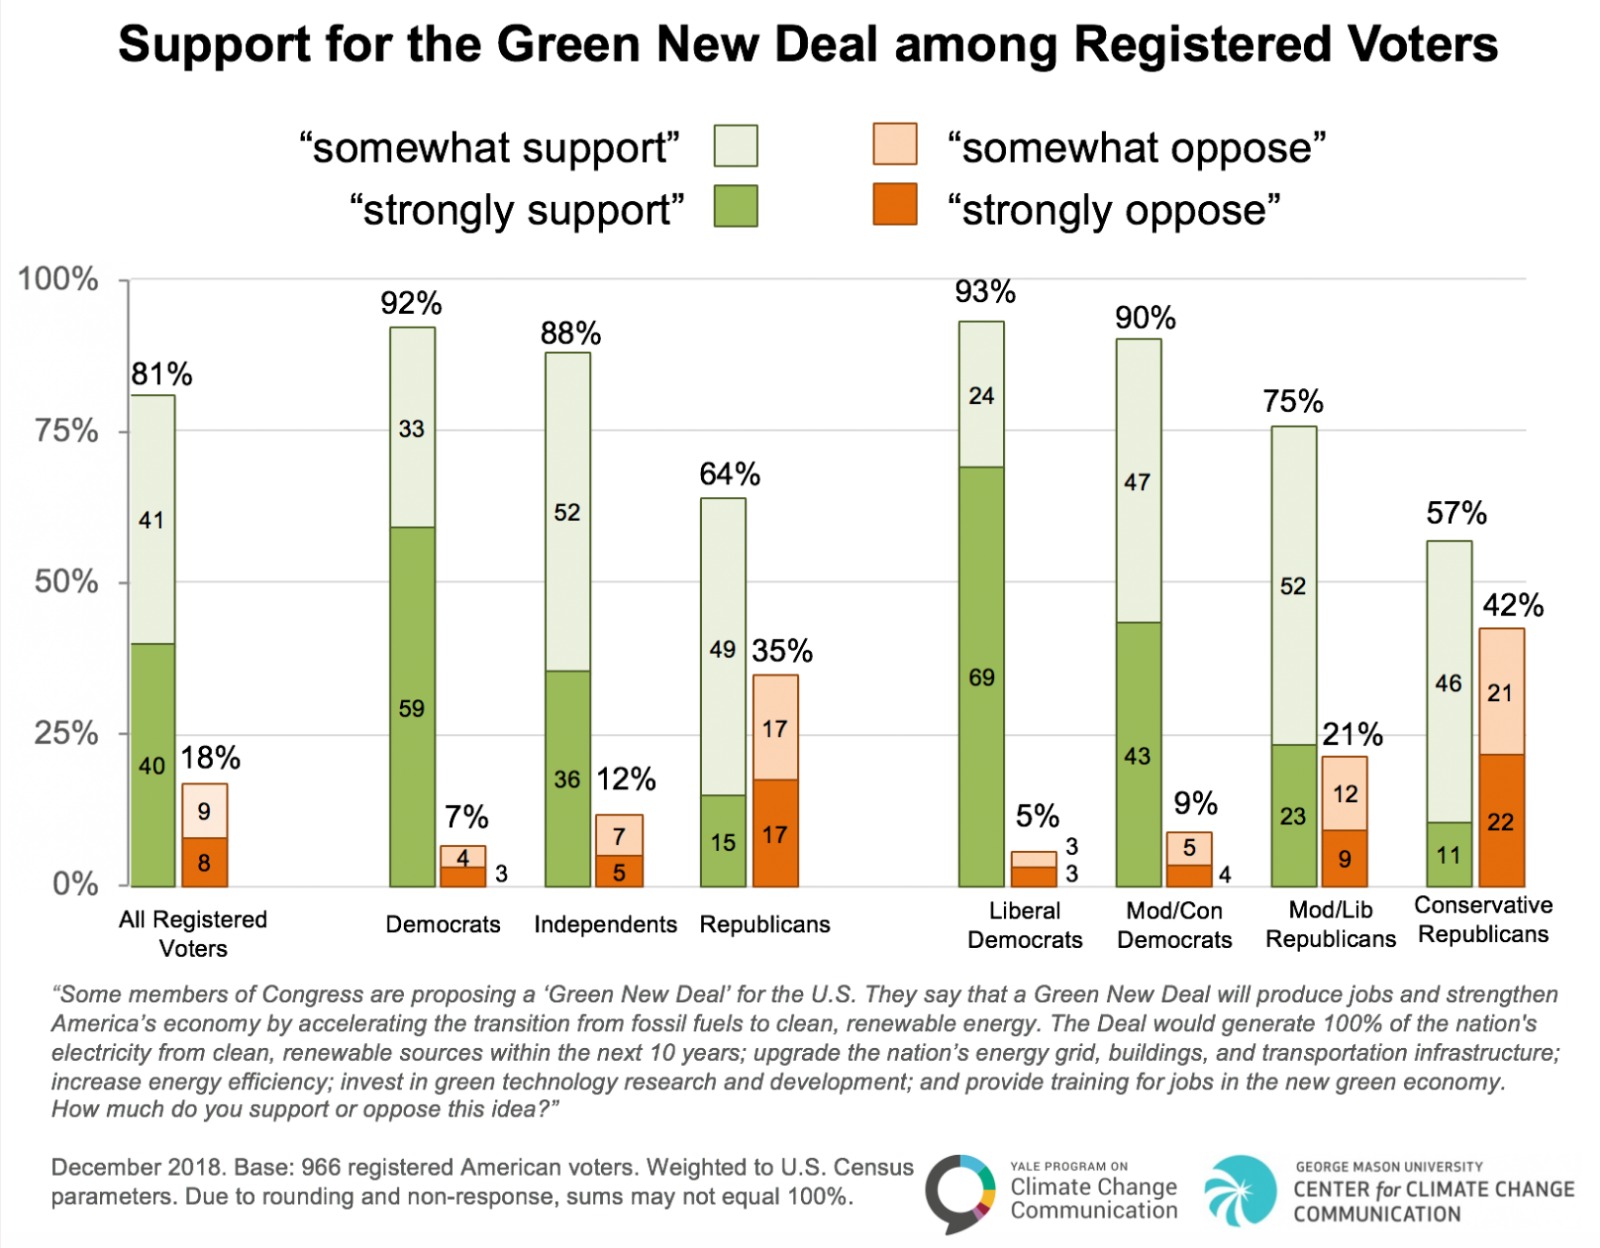 Support for the Green New Deal among Registered Voters
“somewhat support”
“somewhat oppose”
“strongly support”
“strongly oppose”
100%
75%
50%
25%
0%
81%
41
40
18%
9
8
All Registered
Voters
92%
33
59
7%
4
3
Democrats
88%
52
36
12%
7
5
Independents
64%
49
15
35%
17
17
Republicans
93%
24
69
5%
3
3
Liberal
Democrats
90%
47
43
9%
5
4
Mod/Con
Democrats
75%
52
23
21%
12
9
Mod/Lib
Republicans
57%
46
11
42%
21
22
Conservative
Republicans
“Some members of Congress are proposing a ‘Green New Deal’ for the U.S. They say that a Green New Deal will produce jobs and strengthen
America’s economy by accelerating the transition from fossil fuels to clean, renewable energy. The Deal would generate 100% of the nation's
electricity from clean, renewable sources within the next 10 years; upgrade the nation’s energy grid, buildings, and transportation infrastructure;
increase energy efficiency; invest in green technology research and development; and provide training for jobs in the new green economy.
How much do you support or oppose this idea?”
December 2018. Base: 966 registered American voters. Weighted to U.S. Census
parameters. Due to rounding and non-response, sums may not equal 100%.
YALE PROGRAM ON
Climate Change
Communication
GEORGE MASON UNIVERSITY
CENTER for CLIMATE CHANGE
COMMUNICATION